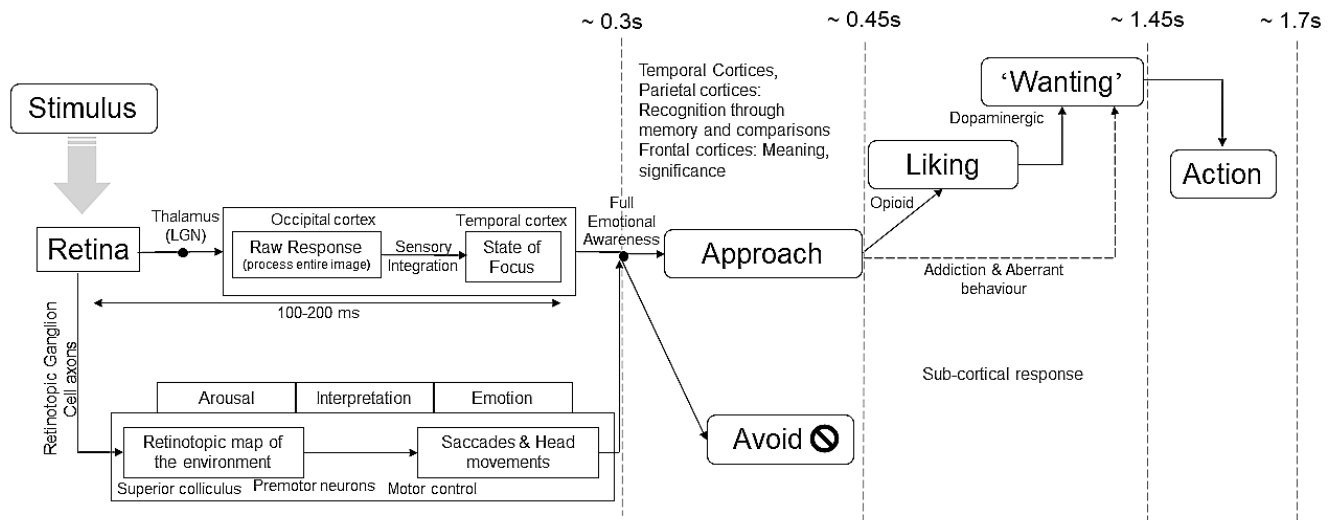 ~ 0.3s
~ 0.45s
~ 1.45s
~ 1.7s
Stimulus
Temporal Cortices,
Parietal cortices:
Recognition through
memory and comparisons
Frontal cortices: Meaning,
significance
‘Wanting’
Dopaminergic
Liking
Action
Opioid
Thalamus
(LGN)
Retina
Occipital cortex
Temporal cortex
Raw Response
(process entire image)
Sensory
Integration
State of
Focus
Full
Emotional
Awareness
Approach
Addiction & Aberrant
behaviour
100-200 ms
Retinotopic Ganglion
Cell axons
Sub-cortical response
Arousal
Interpretation
Emotion
Retinotopic map of
the environment
Saccades & Head
movements
Superior colliculus
Premotor neurons
Motor control
Avoid